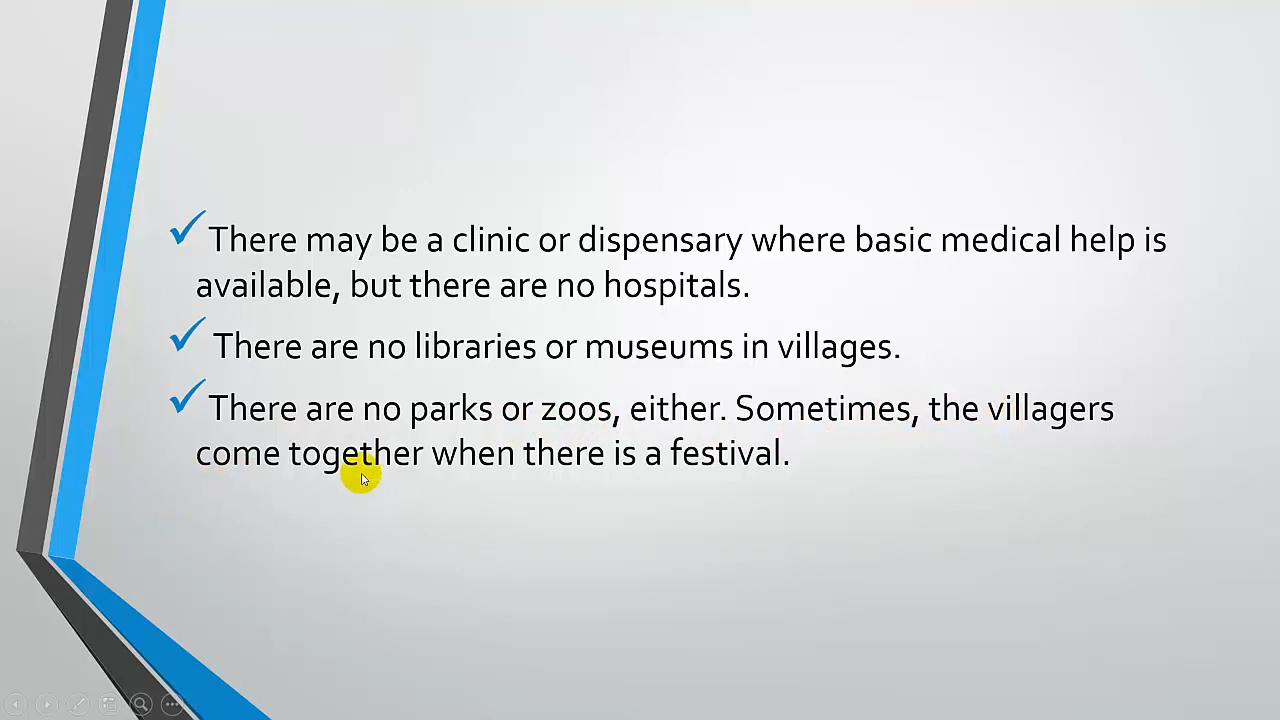 There may be a clinic or dispensary where basic medical help is
available, but there are no hospitals.
There are no libraries or museums in villages.
There are no parks or zoos, either. Sometimes, the villagers
come together when there is a festival.